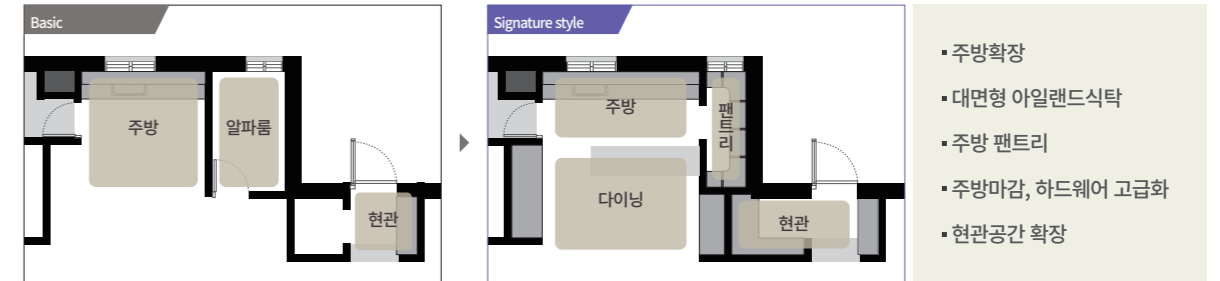 Basic
주방
알파룸
현관
Signature style
주방
팬트리
다이닝
현관
▪ 주방확장
▪ 대면형 아일랜드식탁
▪ 주방 팬트리
▪ 주방마감, 하드웨어 고급화
▪ 현관공간 확장